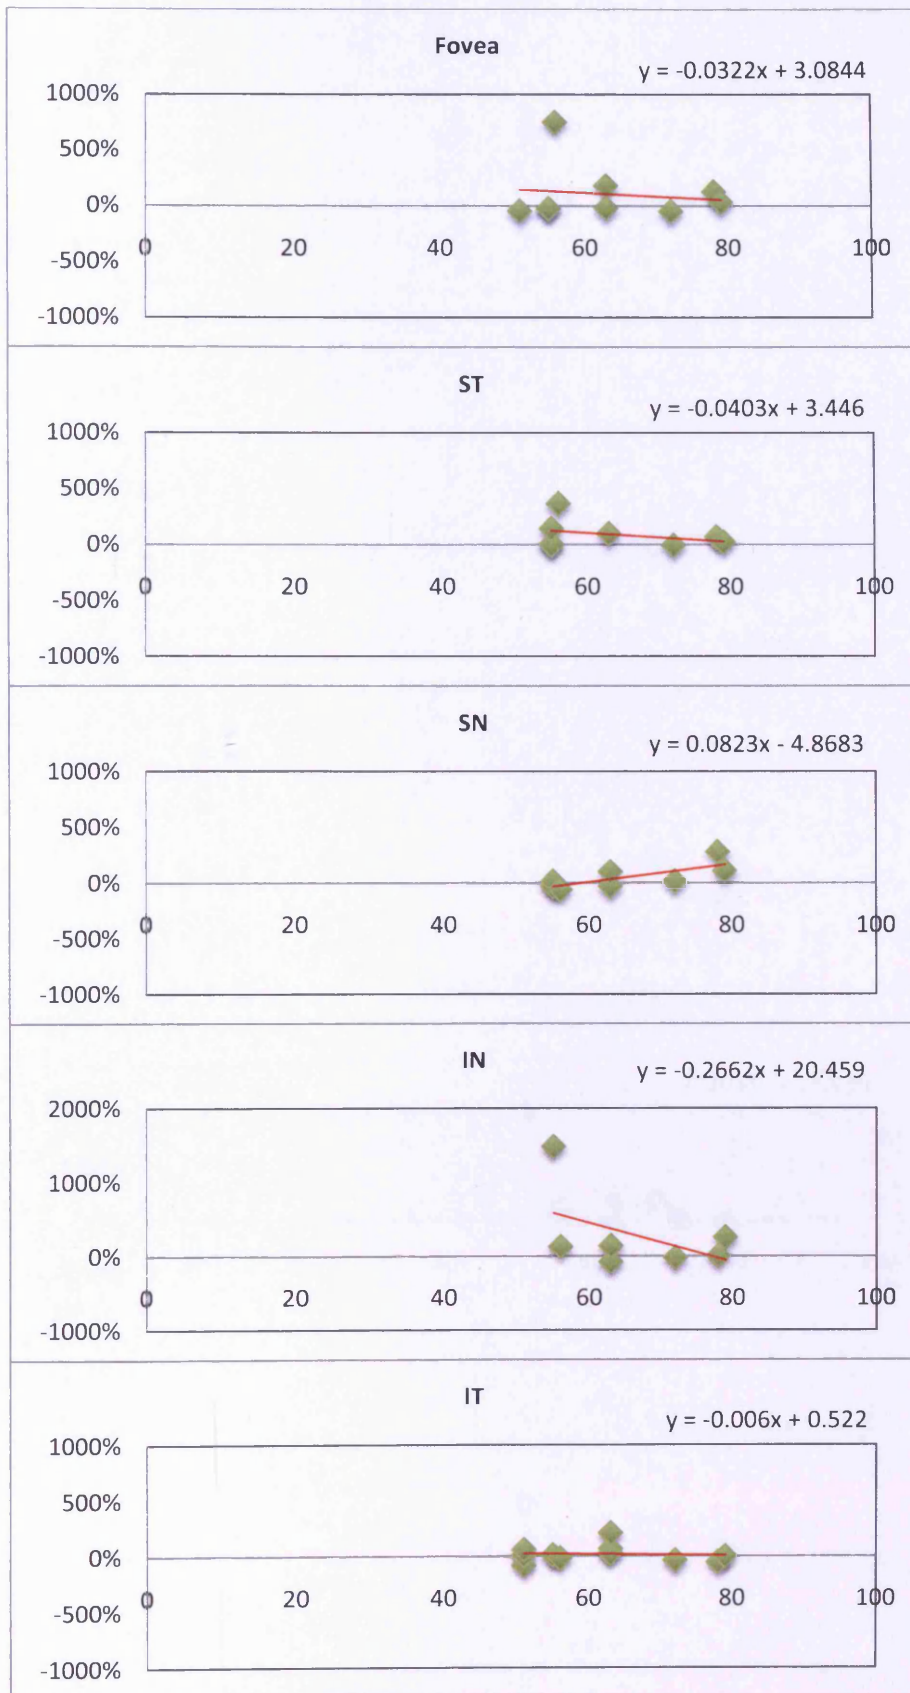 Fovea
y = -0.0322x + 3.0844
1000%
500%
0%
0 20 40 60 80 100
-500%
-1000%
ST
y = -0.0403x + 3.446
1000%
500%
0%
0 20 40 60 80 100
-500%
-1000%
SN
y = 0.0823x - 4.8683
1000%
500%
0%
0 20 40 60 80 100
-500%
-1000%
IN
y = -0.2662x + 20.459
2000%
1000%
0%
0 20 40 60 80 100
-1000%
IT
y = -0.006x + 0.522
1000%
500%
0%
0 20 40 60 80 100
-500%
-1000%